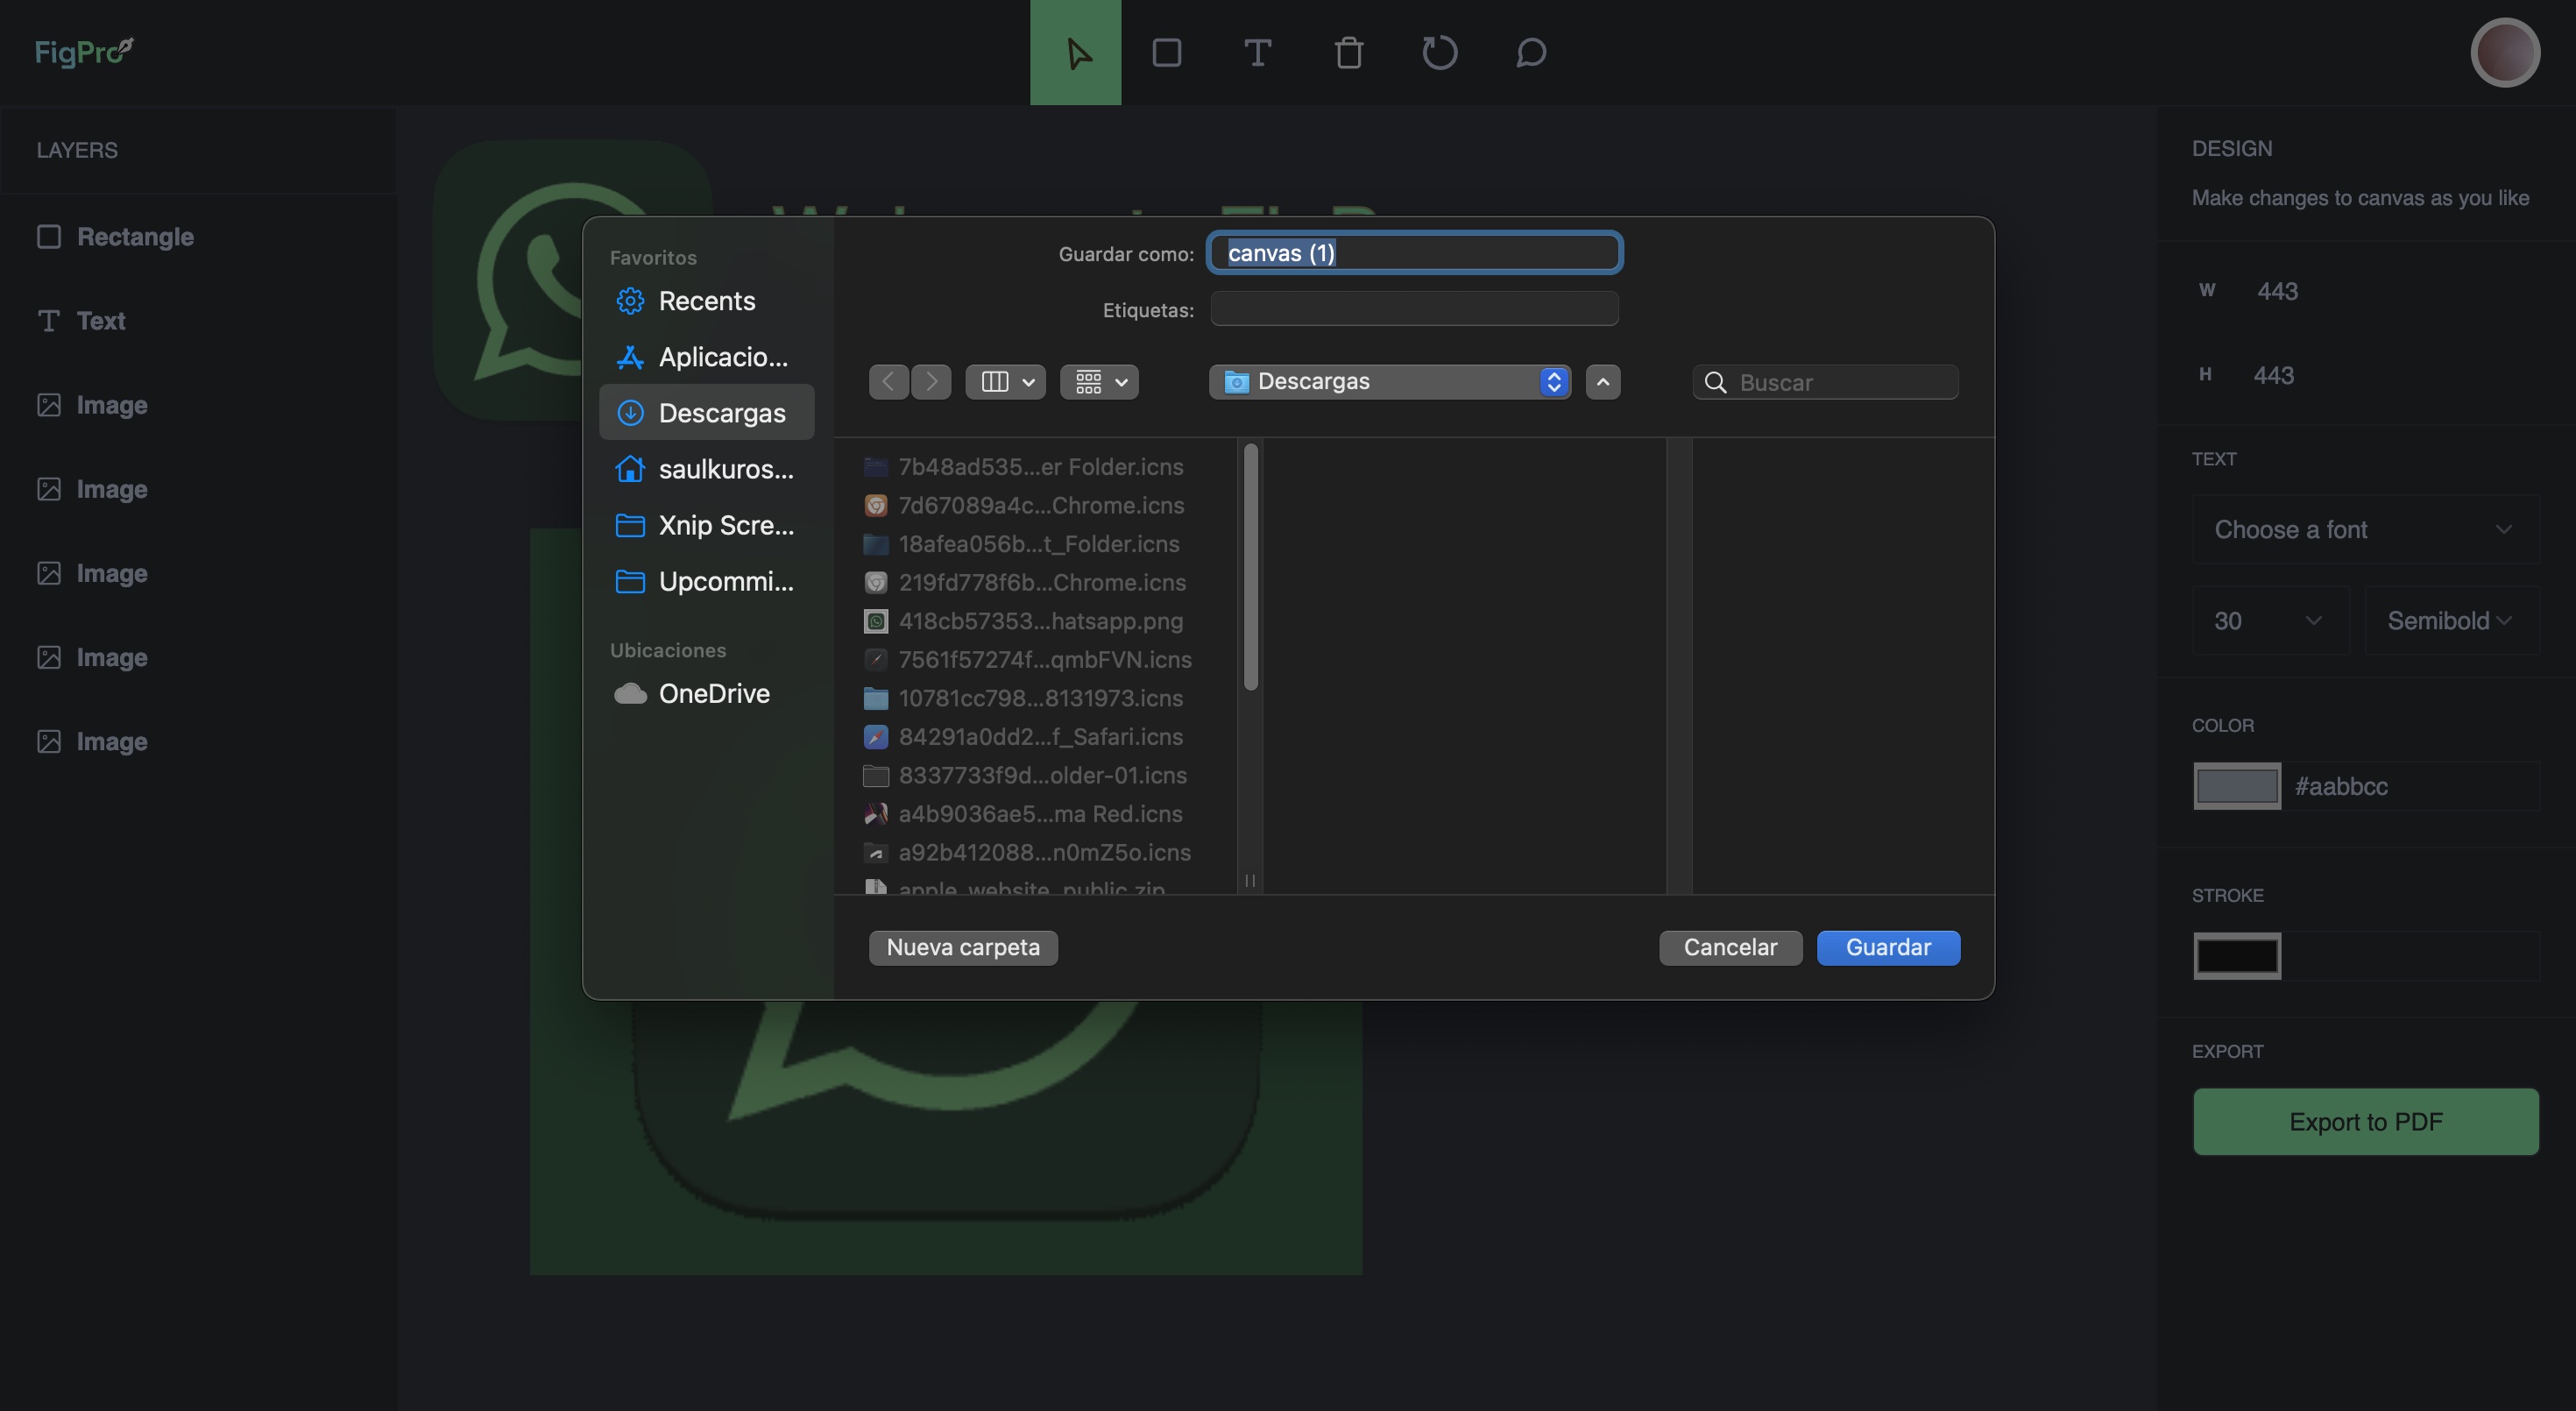 FigPro
LAYERS
Rectangle
Text
Image
Image
Image
Image
Image
Favoritos
Recents
Aplicacio...
Descargas
saulkuros...
Xnip Scre...
Upcommi...
Ubicaciones
OneDrive
Guardar como: canvas (1)
Etiquetas:
Descargas
Buscar
7b48ad535...er Folder.icns
7d67089a4c...Chrome.icns
18afea056b...t_Folder.icns
219fd778f6b...Chrome.icns
418cb57353...hatsapp.png
7561f57274f...qmbFVN.icns
10781cc798...8131973.icns
84291a0dd2...f_Safari.icns
8337733f9d...older-01.icns
a4b9036ae5...ma Red.icns
a92b412088...n0mZ5o.icns
apple_website_public.zip
Nueva carpeta
Cancelar
Guardar
DESIGN
Make changes to canvas as you like
W 443
H 443
TEXT
Choose a font
30
Semibold
COLOR
#aabbcc
STROKE
EXPORT
Export to PDF